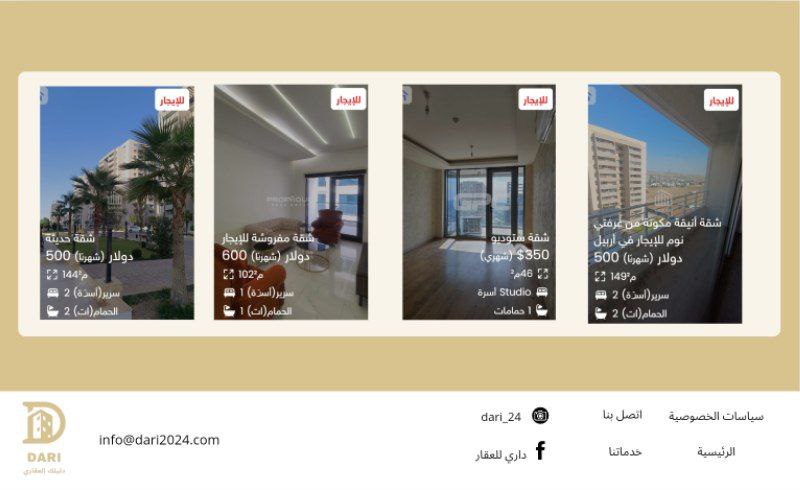 للإيجار
شقة أنيقة مكونة من غرفتي
نوم للإيجار في أربيل
500 (شهريًا) دولار
149م²
2 سرير(أسرّة)
2 الحمام(ات)
للإيجار
شقة ستوديو
$350 (شهري)
46م²
Studio أسرة
1 حمامات
للإيجار
شقة مفروشة للإيجار
600 (شهريًا) دولار
102م²
1 سرير(أسرّة)
1 الحمام(ات)
للإيجار
شقة حديثة
500 (شهريًا) دولار
144م²
2 سرير(أسرّة)
2 الحمام(ات)
سياسات الخصوصية
اتصل بنا
dari_24
الرئيسية
خدماتنا
داري للعقار
info@dari2024.com
DARI
دليلك العقاري